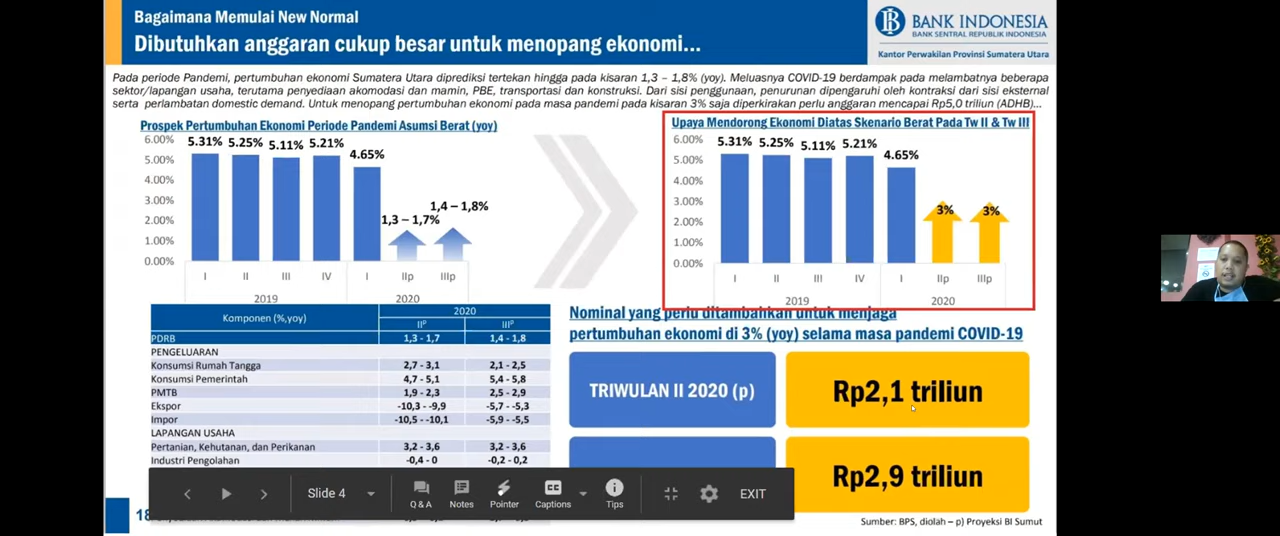 Bagaimana Memulai New Normal
Dibutuhkan anggaran cukup besar untuk menopang ekonomi...
BANK INDONESIA
BANK SENTRAL REPUBLIK INDONESIA
Kantor Perwakilan Provinsi Sumatera Utara
Pada periode Pandemi, pertumbuhan ekonomi Sumatera Utara diprediksi tertekan hingga pada kisaran 1,3 – 1,8% (yoy). Meluasnya COVID-19 berdampak pada melambatnya beberapa
sektor/lapangan usaha, terutama penyediaan akomodasi dan mamin, PBE, transportasi dan konstruksi. Dari sisi penggunaan, penurunan dipengaruhi oleh kontraksi dari sisi eksternal
serta perlambatan domestic demand. Untuk menopang pertumbuhan ekonomi pada masa pandemi pada kisaran 3% saja diperkirakan perlu anggaran mencapai Rp5,0 triliun (ADHB)...
Prospek Pertumbuhan Ekonomi Periode Pandemi Asumsi Berat (yoy)
6.00%
5.00%
4.00%
3.00%
2.00%
1.00%
0.00%
5.31% 5.25% 5.11% 5.21% 4.65%
1,3 – 1,7%
1,4 – 1,8%
I II III IV I IIp IIIp
2019 2020
Upaya Mendorong Ekonomi Diatas Skenario Berat Pada Tw II & Tw III
6.00%
5.00%
4.00%
3.00%
2.00%
1.00%
0.00%
5.31% 5.25% 5.11% 5.21% 4.65%
3% 3%
I II III IV I IIp IIIp
2019 2020
Komponen (%,yoy) 2020
IIᵖ IIIᵖ
PDRB 1,3 - 1,7 1,4 - 1,8
PENGELUARAN
Konsumsi Rumah Tangga 2,7 - 3,1 2,1 - 2,5
Konsumsi Pemerintah 4,7 - 5,1 5,4 - 5,8
PMTB 1,9 - 2,3 2,5 - 2,9
Ekspor -10,3 - -9,9 -5,7 - -5,3
Impor -10,5 - -10,1 -5,9 - -5,5
LAPANGAN USAHA
Pertanian, Kehutanan, dan Perikanan 3,2 - 3,6 3,2 - 3,6
Industri Pengolahan -0,4 - 0 -0,2 - 0,2
Nominal yang perlu ditambahkan untuk menjaga
pertumbuhan ekonomi di 3% (yoy) selama masa pandemi COVID-19
TRIWULAN II 2020 (p)
Rp2,1 triliun
Rp2,9 triliun
Slide 4
Q & A
Notes
Pointer
CC
Captions
Tips
EXIT
18
Sumber: BPS, diolah – p) Proyeksi BI Sumut